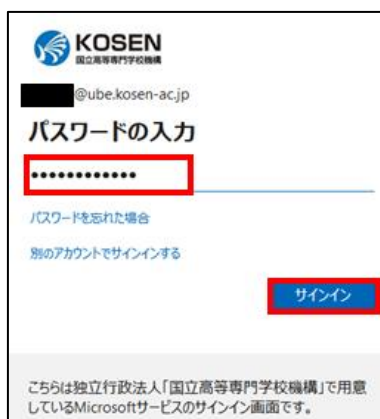 KOSEN
国立高等専門学校機構
@ube.kosen-ac.jp
パスワードの入力
••••••••••••
パスワードを忘れた場合
別のアカウントでサインインする
サインイン
こちらは独立行政法人「国立高等専門学校機構」で用意
しているMicrosoftサービスのサインイン画面です。